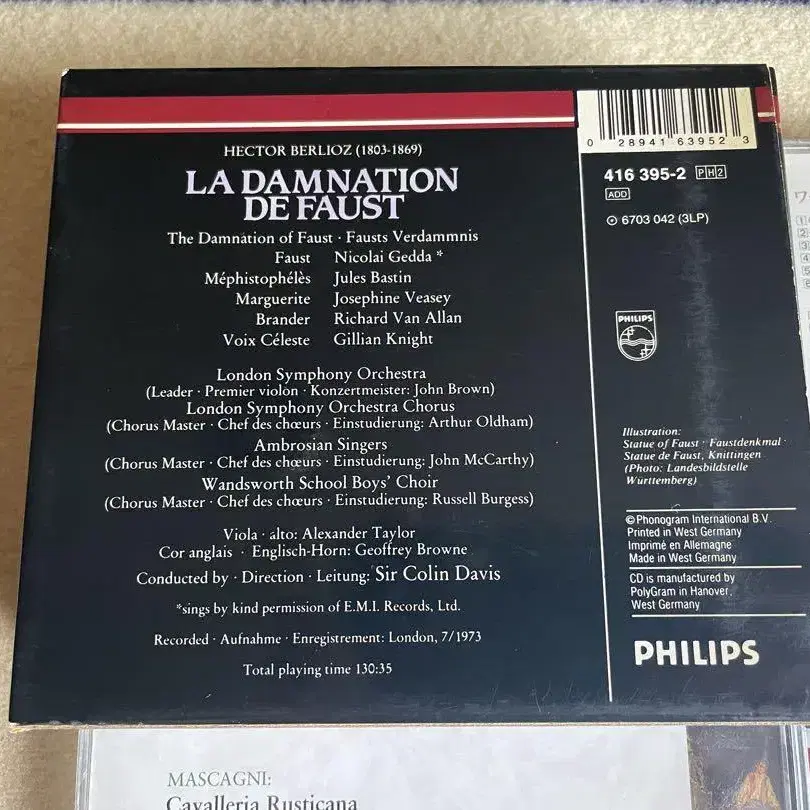 HECTOR BERLIOZ (1803-1869)
LA DAMNATION
DE FAUST
The Damnation of Faust · Fausts Verdammnis
Faust Nicolai Gedda *
Méphistophélès Jules Bastin
Marguerite Josephine Veasey
Brander Richard Van Allan
Voix Céleste Gillian Knight
London Symphony Orchestra
(Leader · Premier violon · Konzertmeister: John Brown)
London Symphony Orchestra Chorus
(Chorus Master · Chef des chœurs · Einstudierung: Arthur Oldham)
Ambrosian Singers
(Chorus Master · Chef des chœurs · Einstudierung: John McCarthy)
Wandsworth School Boys' Choir
(Chorus Master · Chef des chœurs · Einstudierung: Russell Burgess)
Viola · alto: Alexander Taylor
Cor anglais · Englisch-Horn: Geoffrey Browne
Conducted by · Direction · Leitung: Sir Colin Davis
*sings by kind permission of E.M.I. Records, Ltd.
Recorded · Aufnahme · Enregistrement: London, 7/1973
Total playing time 130:35
0 28941 63952 3
416 395-2 PH2
ADD
6703 042 (3LP)
PHILIPS
Illustration:
Statue of Faust · Faustdenkmal ·
Statue de Faust, Knittingen
(Photo: Landesbildstelle
Württemberg)
©Phonogram International B.V.
Printed in West Germany
Imprimé en Allemagne
Made in West Germany
CD is manufactured by
PolyGram in Hanover,
West Germany
PHILIPS
MASCAGNI:
Cavalleria Rusticana